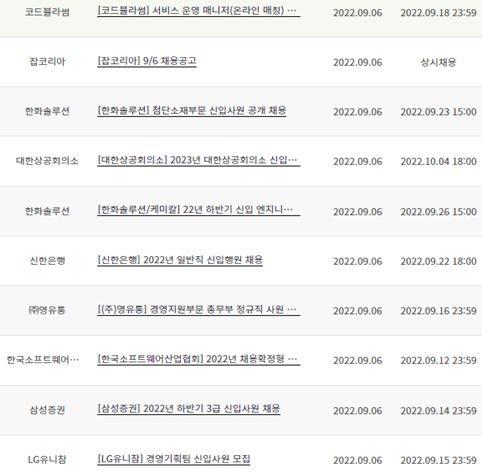 코드블라썸 [코드블라썸] 서비스 운영 매니저(온라인 매칭) ··· 2022.09.06 2022.09.18 23:59
잡코리아 [잡코리아] 9/6 채용공고 2022.09.06 상시채용
한화솔루션 [한화솔루션] 첨단소재부문 신입사원 공개 채용 2022.09.06 2022.09.23 15:00
대한상공회의소 [대한상공회의소] 2023년 대한상공회의소 신입··· 2022.09.06 2022.10.04 18:00
한화솔루션 [한화솔루션/케미칼] 22년 하반기 신입 엔지니··· 2022.09.06 2022.09.26 15:00
신한은행 [신한은행] 2022년 일반직 신입행원 채용 2022.09.06 2022.09.22 18:00
㈜영유통 [(주)영유통] 경영지원부문 총무부 정규직 사원 ··· 2022.09.06 2022.09.16 23:59
한국소프트웨어··· [한국소프트웨어산업협회] 2022년 채용확정형 ··· 2022.09.06 2022.09.12 23:59
삼성증권 [삼성증권] 2022년 하반기 3급 신입사원 채용 2022.09.06 2022.09.14 23:59
LG유니참 [LG유니참] 경영기획팀 신입사원 모집 2022.09.06 2022.09.15 23:59